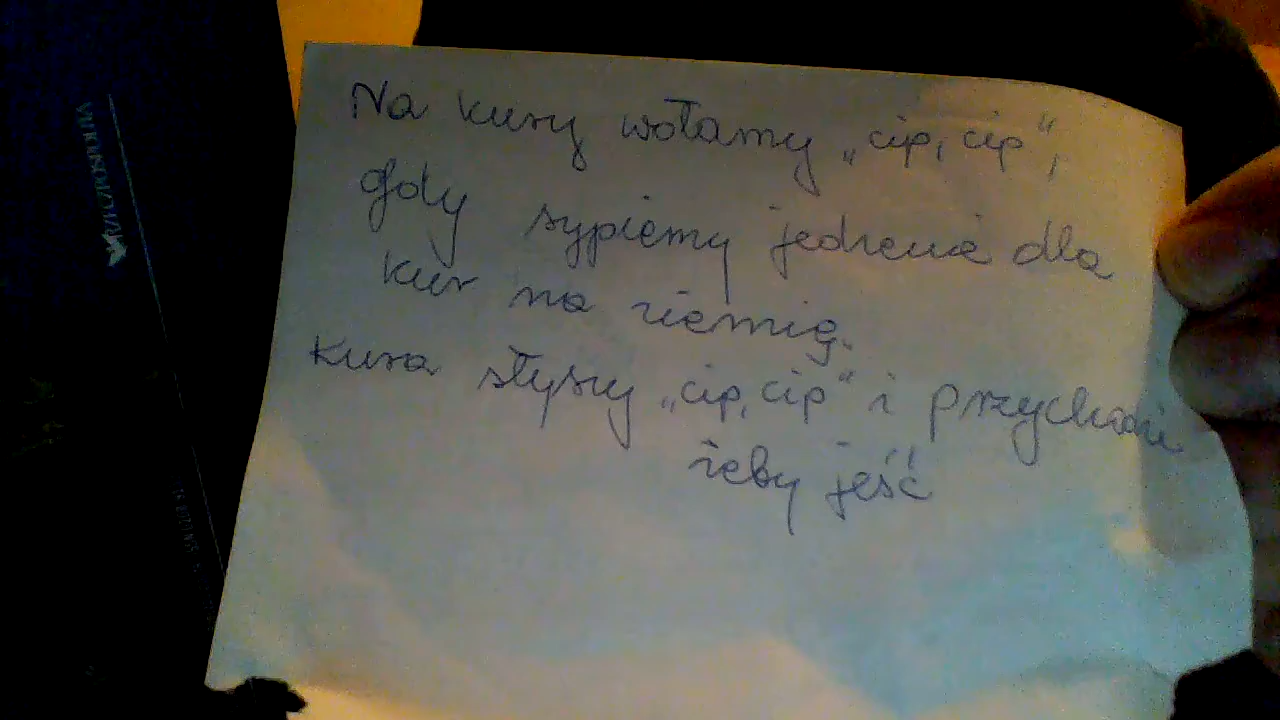 Na kury wołamy „cip, cip”,
gdy sypiemy jedzenie dla
kur na ziemię.
Kura słyszy „cip, cip” i przychodzi
żeby jeść
VICTORIA